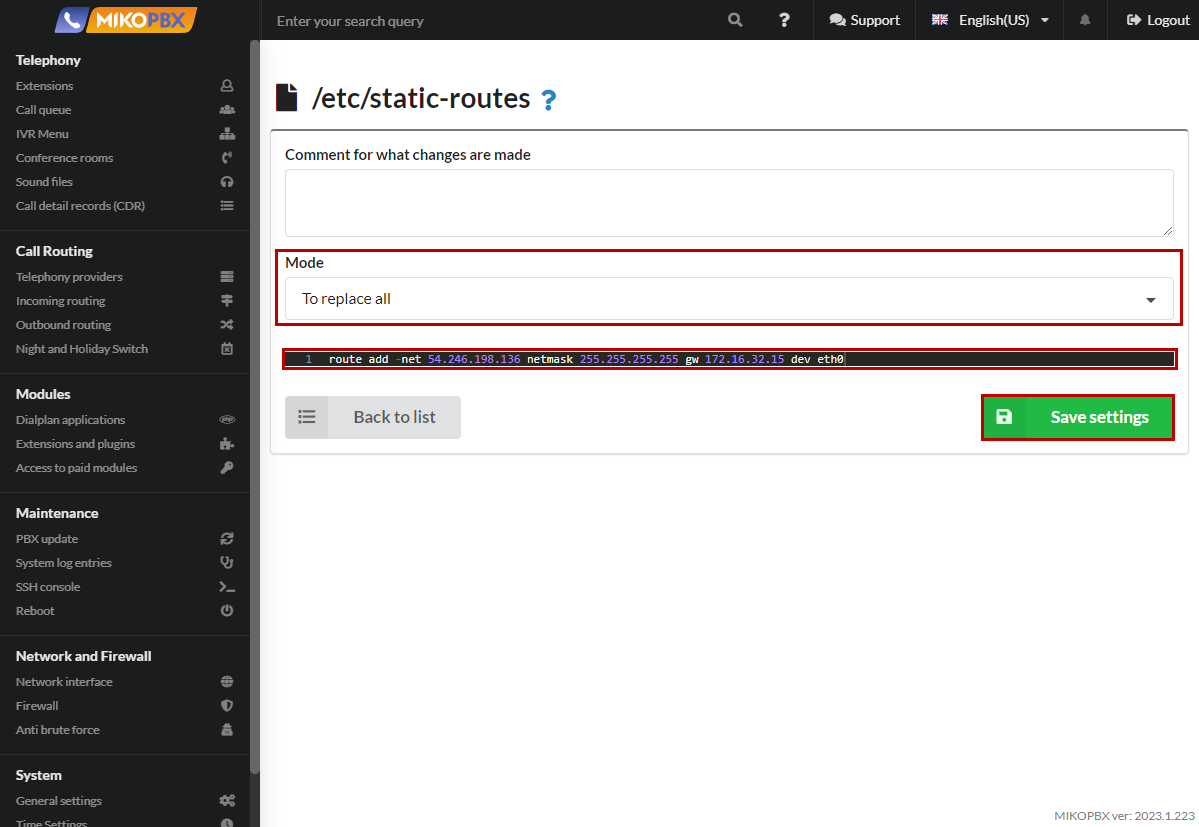 MIKOPBX
Enter your search query
?
Support
English(US)
Logout
Telephony
Extensions
Call queue
IVR Menu
Conference rooms
Sound files
Call detail records (CDR)
Call Routing
Telephony providers
Incoming routing
Outbound routing
Night and Holiday Switch
Modules
Dialplan applications
Extensions and plugins
Access to paid modules
Maintenance
PBX update
System log entries
SSH console
Reboot
Network and Firewall
Network interface
Firewall
Anti brute force
System
General settings
Time Settings
/etc/static-routes ?
Comment for what changes are made
Mode
To replace all
1 route add -net 54.246.198.136 netmask 255.255.255.255 gw 172.16.32.15 dev eth0
Back to list
Save settings
MIKOPBX ver: 2023.1.223